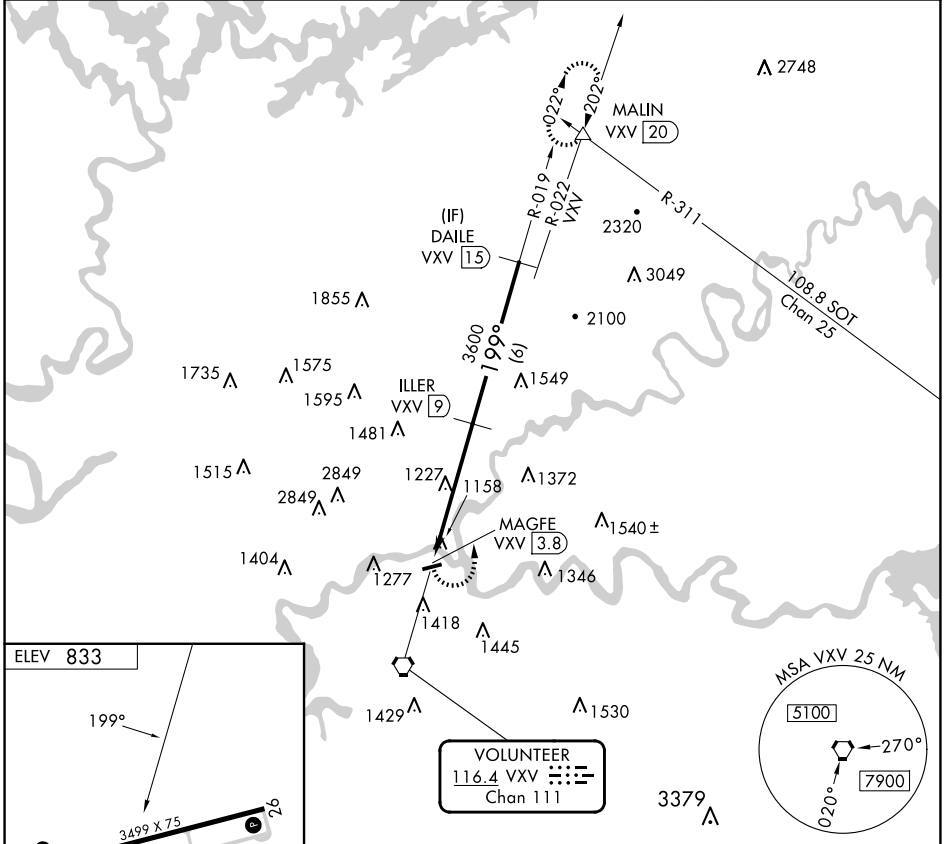 2748
022°
202°
MALIN
VXV 20
R-019
R-022
VXV
R-311
(IF)
DAILE
VXV 15
2320
3049
108.8 SOT
Chan 25
1855
2100
3600
199°
(6)
1735
1575
1595
ILLER
VXV 9
1549
1481
1515
2849
2849
1227
1158
1372
MAGFE
VXV 3.8
1540 ±
1404
1277
1346
1418
1445
ELEV 833
199°
3499 X 75
P
26
1429
1530
VOLUNTEER
116.4 VXV
Chan 111
3379
MSA VXV 25 NM
5100
270°
7900
020°